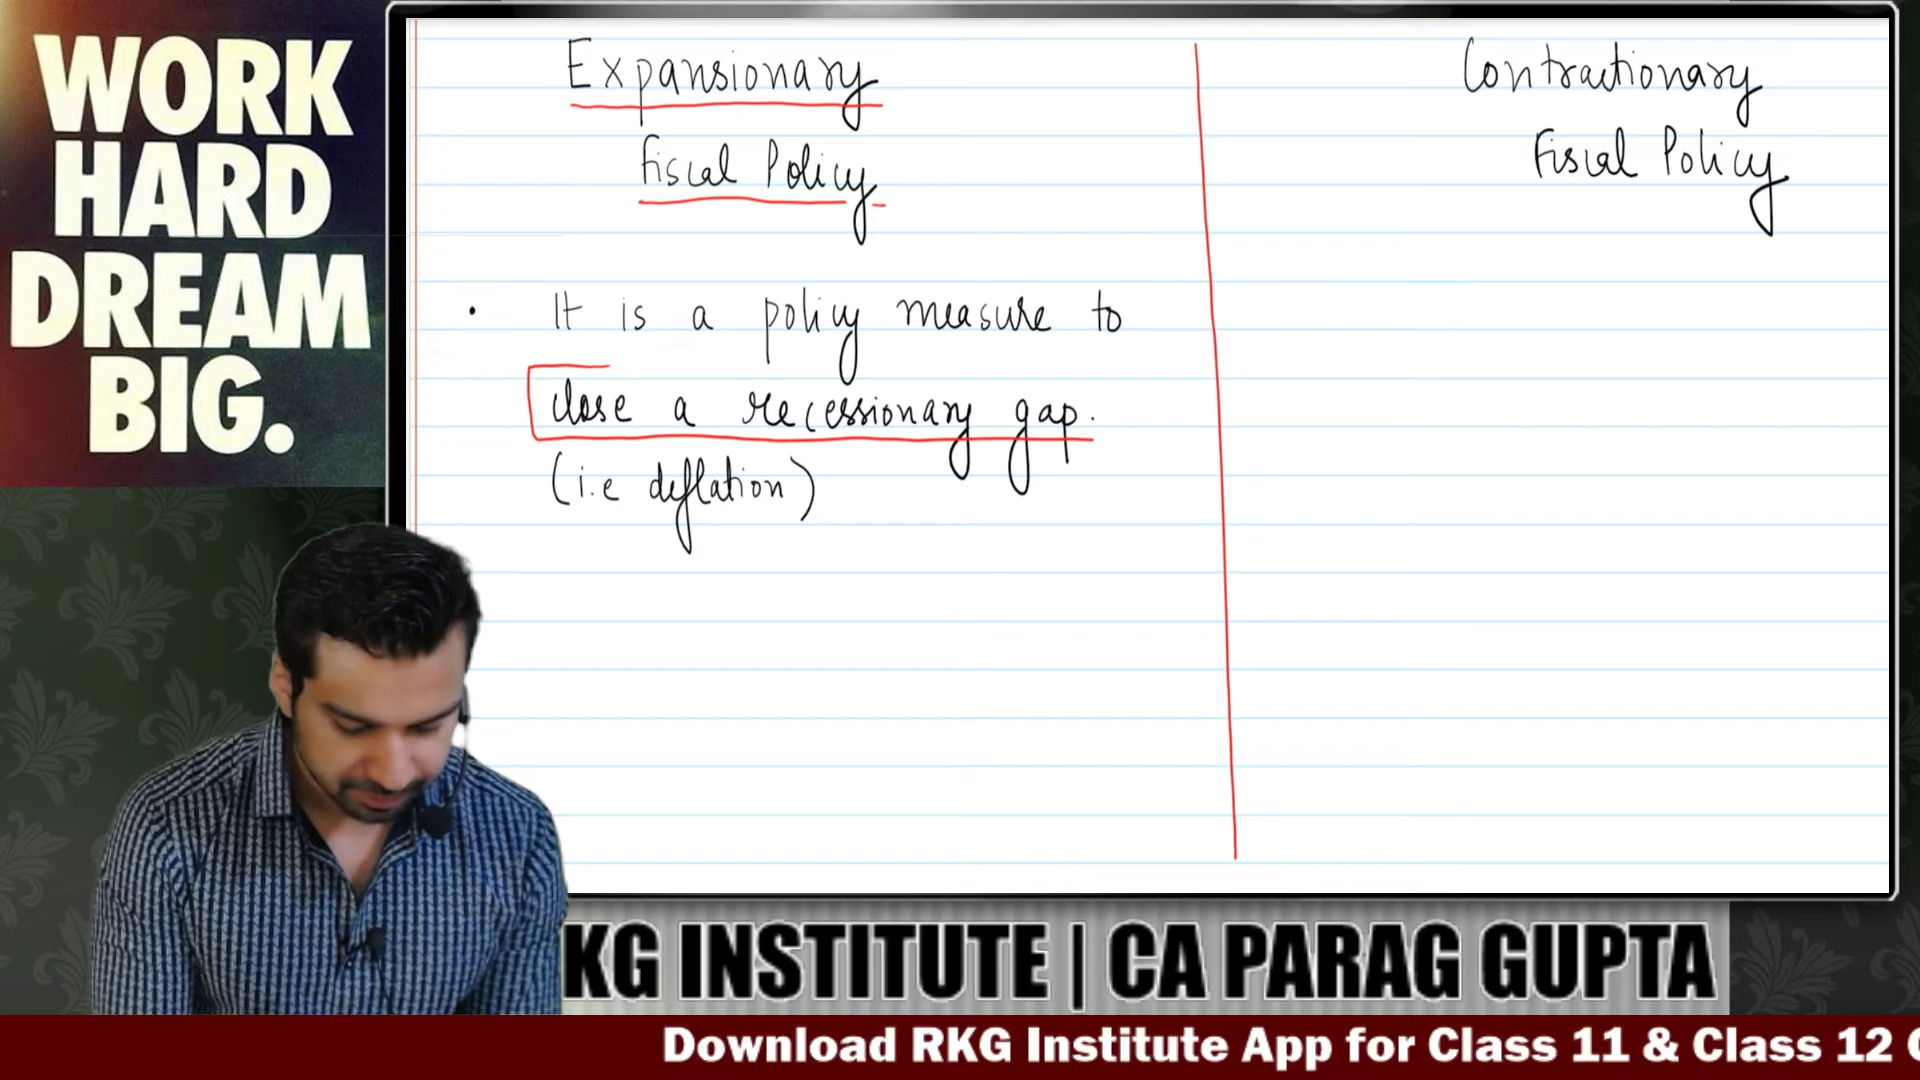 WORK
HARD
DREAM
BIG.
Expansionary
Fiscal Policy
• It is a policy measure to
close a recessionary gap.
(i.e deflation)
Contractionary
Fiscal Policy
KG INSTITUTE | CA PARAG GUPTA
Download RKG Institute App for Class 11 & Class 12 C